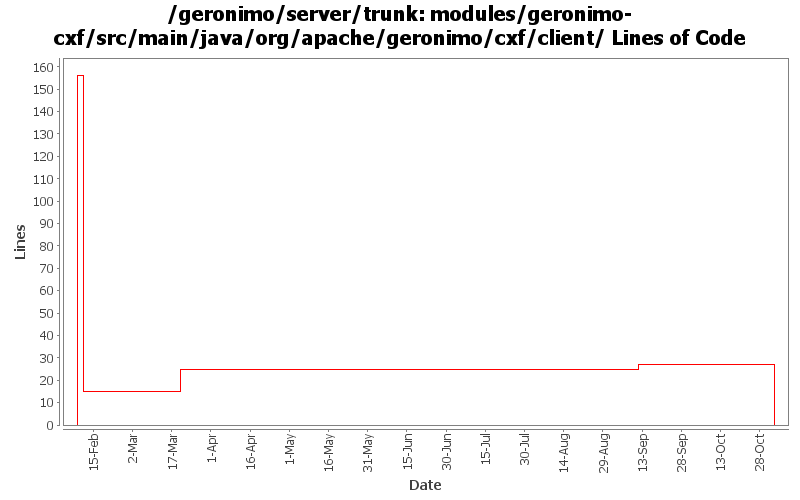 /geronimo/server/trunk: modules/geronimo-
cxf/src/main/java/org/apache/geronimo/cxf/client/ Lines of Code
160
150
140
130
120
110
100
90
80
70
60
50
40
30
20
10
0
Lines
15-Feb
2-Mar
17-Mar
1-Apr
16-Apr
1-May
16-May
31-May
15-Jun
30-Jun
15-Jul
30-Jul
14-Aug
29-Aug
13-Sep
28-Sep
13-Oct
28-Oct
Date